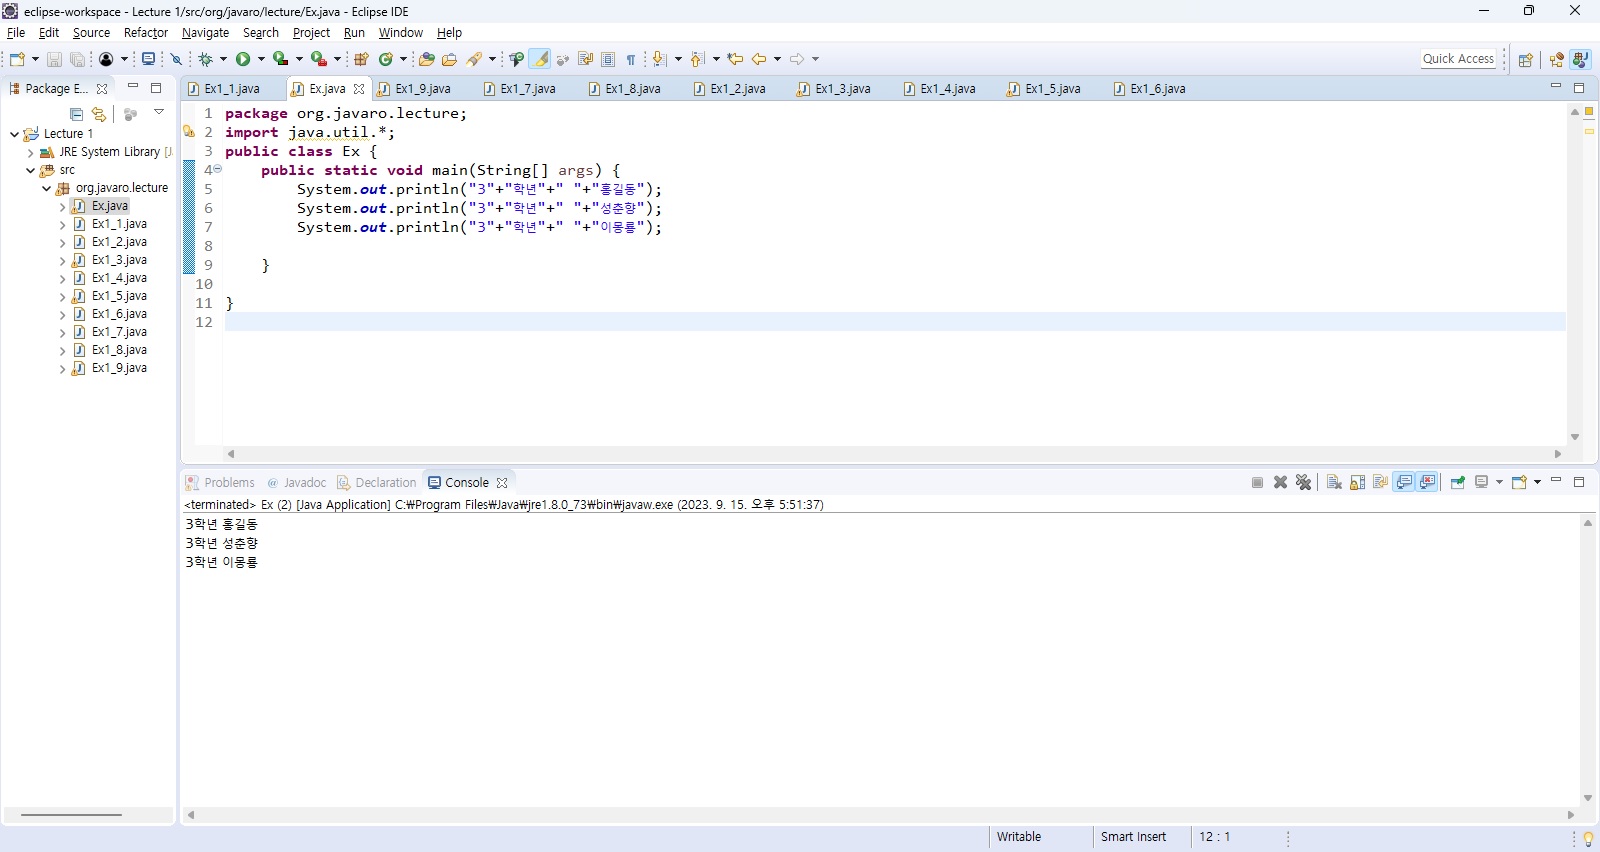 eclipse-workspace - Lecture 1/src/org/javaro/lecture/Ex.java - Eclipse IDE
File Edit Source Refactor Navigate Search Project Run Window Help
Quick Access
Package E...
Ex1_1.java Ex.java Ex1_9.java Ex1_7.java Ex1_8.java Ex1_2.java Ex1_3.java Ex1_4.java Ex1_5.java Ex1_6.java
Lecture 1
JRE System Library [J
src
org.javaro.lecture
Ex.java
Ex1_1.java
Ex1_2.java
Ex1_3.java
Ex1_4.java
Ex1_5.java
Ex1_6.java
Ex1_7.java
Ex1_8.java
Ex1_9.java
1 package org.javaro.lecture;
2 import java.util.*;
3 public class Ex {
4 public static void main(String[] args) {
5 System.out.println("3"+"학년"+" "+"홍길동");
6 System.out.println("3"+"학년"+" "+"성춘향");
7 System.out.println("3"+"학년"+" "+"이몽룡");
8
9 }
10
11 }
12
Problems Javadoc Declaration Console
<terminated> Ex (2) [Java Application] C:₩Program Files₩Java₩jre1.8.0_73₩bin₩javaw.exe (2023. 9. 15. 오후 5:51:37)
3학년 홍길동
3학년 성춘향
3학년 이몽룡
Writable Smart Insert 12 : 1